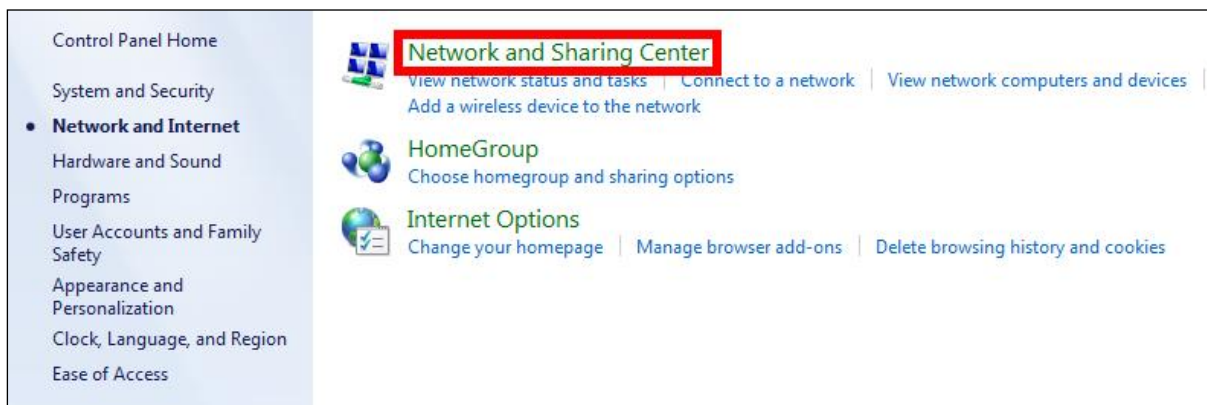 Control Panel Home
System and Security
Network and Internet
Hardware and Sound
Programs
User Accounts and Family
Safety
Appearance and
Personalization
Clock, Language, and Region
Ease of Access
Network and Sharing Center
View network status and tasks Connect to a network View network computers and devices
Add a wireless device to the network
HomeGroup
Choose homegroup and sharing options
Internet Options
Change your homepage Manage browser add-ons Delete browsing history and cookies